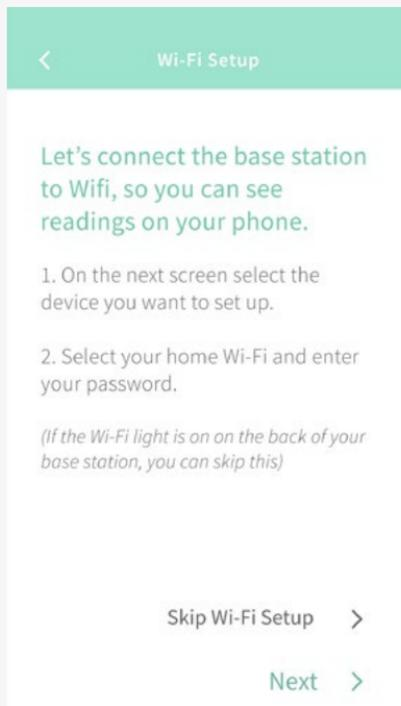 Wi-Fi Setup
Let's connect the base station
to Wifi, so you can see
readings on your phone.
1. On the next screen select the
device you want to set up.
2. Select your home Wi-Fi and enter
your password.
(If the Wi-Fi light is on on the back of your
base station, you can skip this)
Skip Wi-Fi Setup
Next